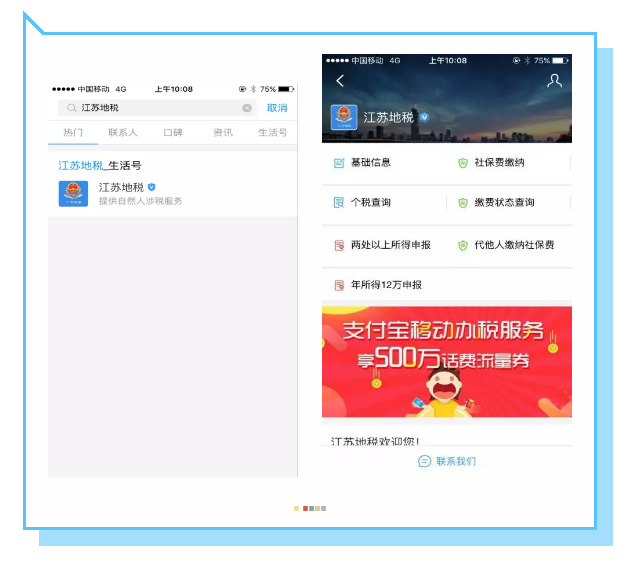 中国移动 4G 上午10:08 75%
江苏地税 取消
热门 联系人 口碑 资讯 生活号
江苏地税_生活号
江苏地税
提供自然人涉税服务
中国移动 4G 上午10:08 75%
江苏地税
基础信息 社保费缴纳
个税查询 缴费状态查询
两处以上所得申报 代他人缴纳社保费
年所得12万申报
支付宝移动办税服务
享500万话费流量券
江苏地税欢迎您!
联系我们